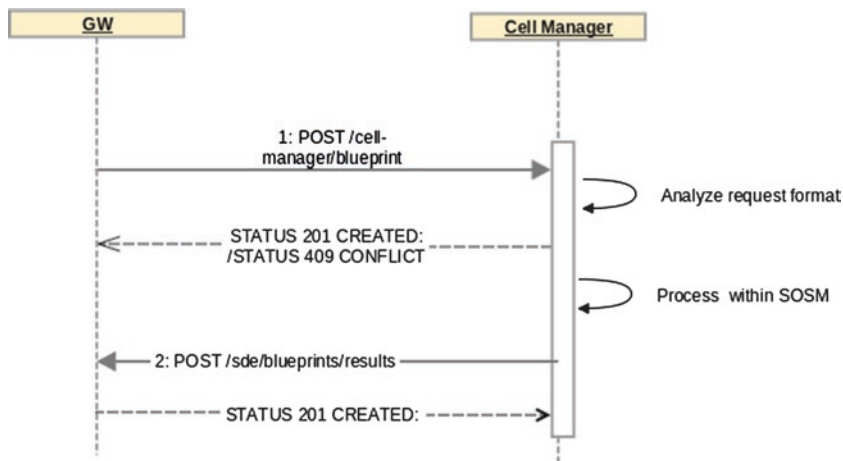 GW
Cell Manager
1: POST /cell-
manager/blueprint
Analyze request format
STATUS 201 CREATED:
/STATUS 409 CONFLICT
Process within SOSM
2: POST /sde/blueprints/results
STATUS 201 CREATED: